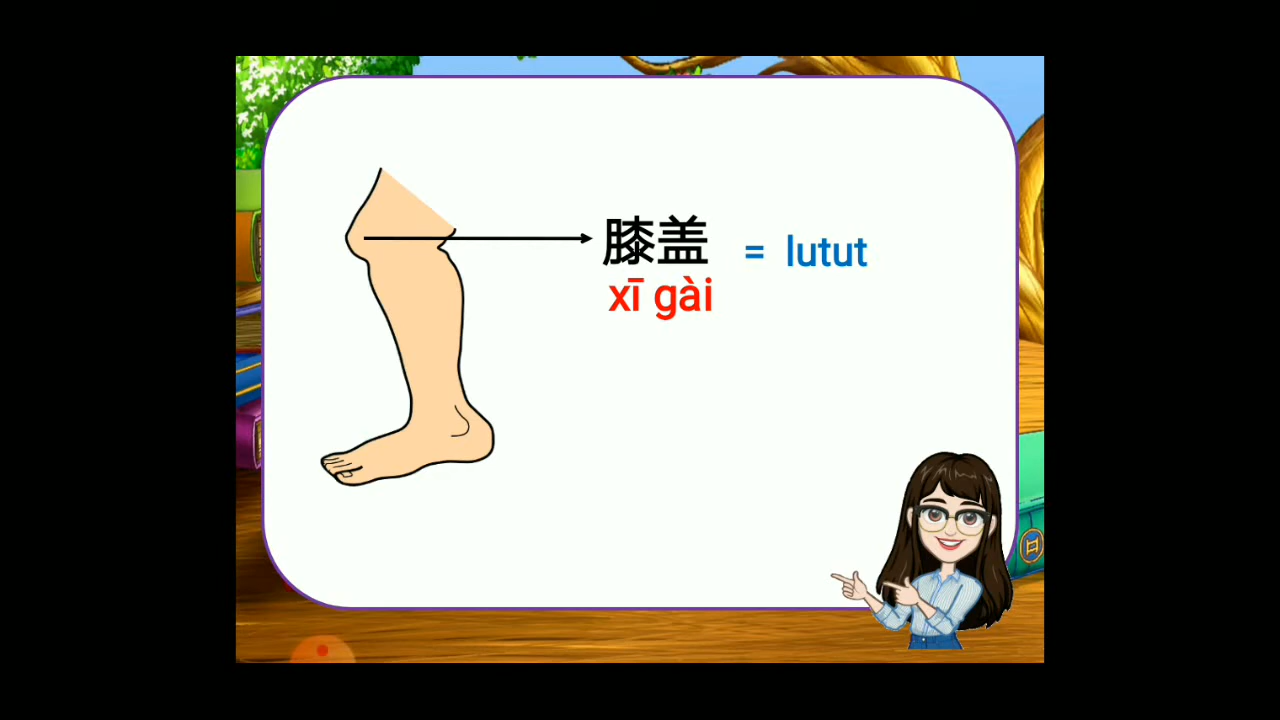 膝盖 = lutut
xī gài